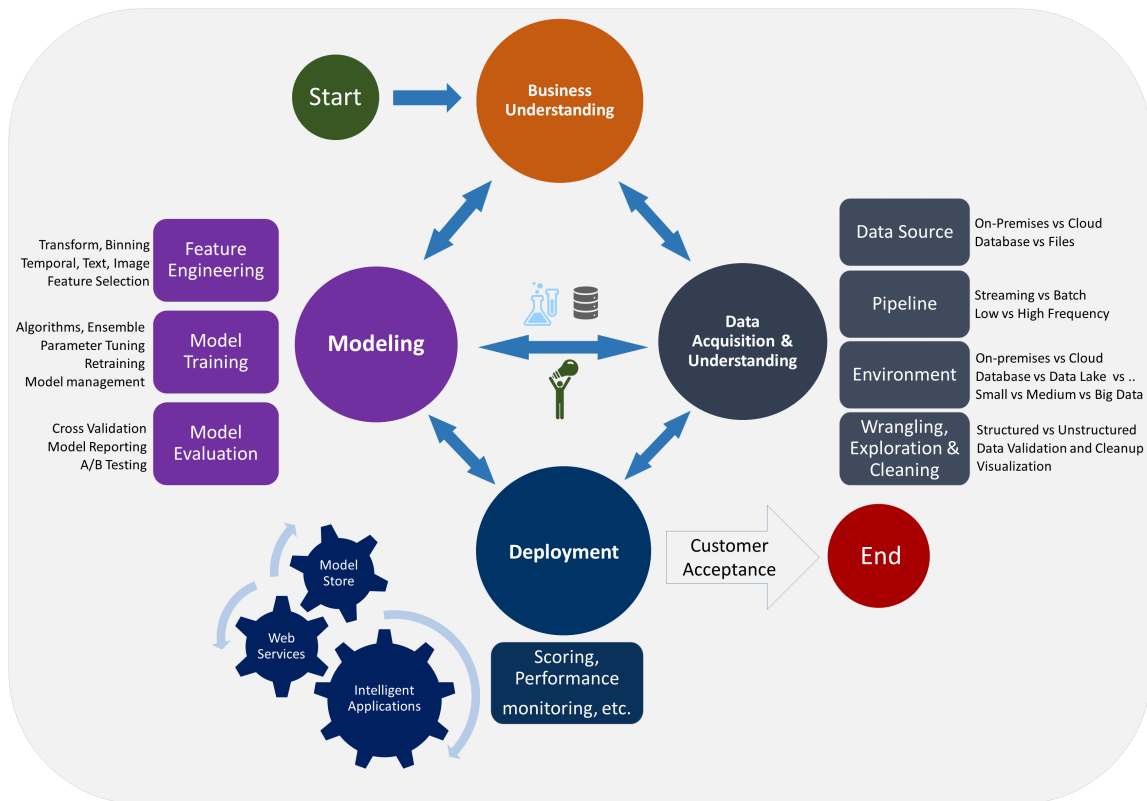 Start
Business
Understanding
Feature
Engineering
Transform, Binning
Temporal, Text, Image
Feature Selection
Model
Training
Algorithms, Ensemble
Parameter Tuning
Retraining
Model management
Model
Evaluation
Cross Validation
Model Reporting
A/B Testing
Modeling
Data
Acquisition &
Understanding
Data Source
On-Premises vs Cloud
Database vs Files
Pipeline
Streaming vs Batch
Low vs High Frequency
Environment
On-premises vs Cloud
Database vs Data Lake vs ..
Small vs Medium vs Big Data
Wrangling,
Exploration &
Cleaning
Structured vs Unstructured
Data Validation and Cleanup
Visualization
Deployment
Customer
Acceptance
End
Scoring,
Performance
monitoring, etc.
Model
Store
Web
Services
Intelligent
Applications